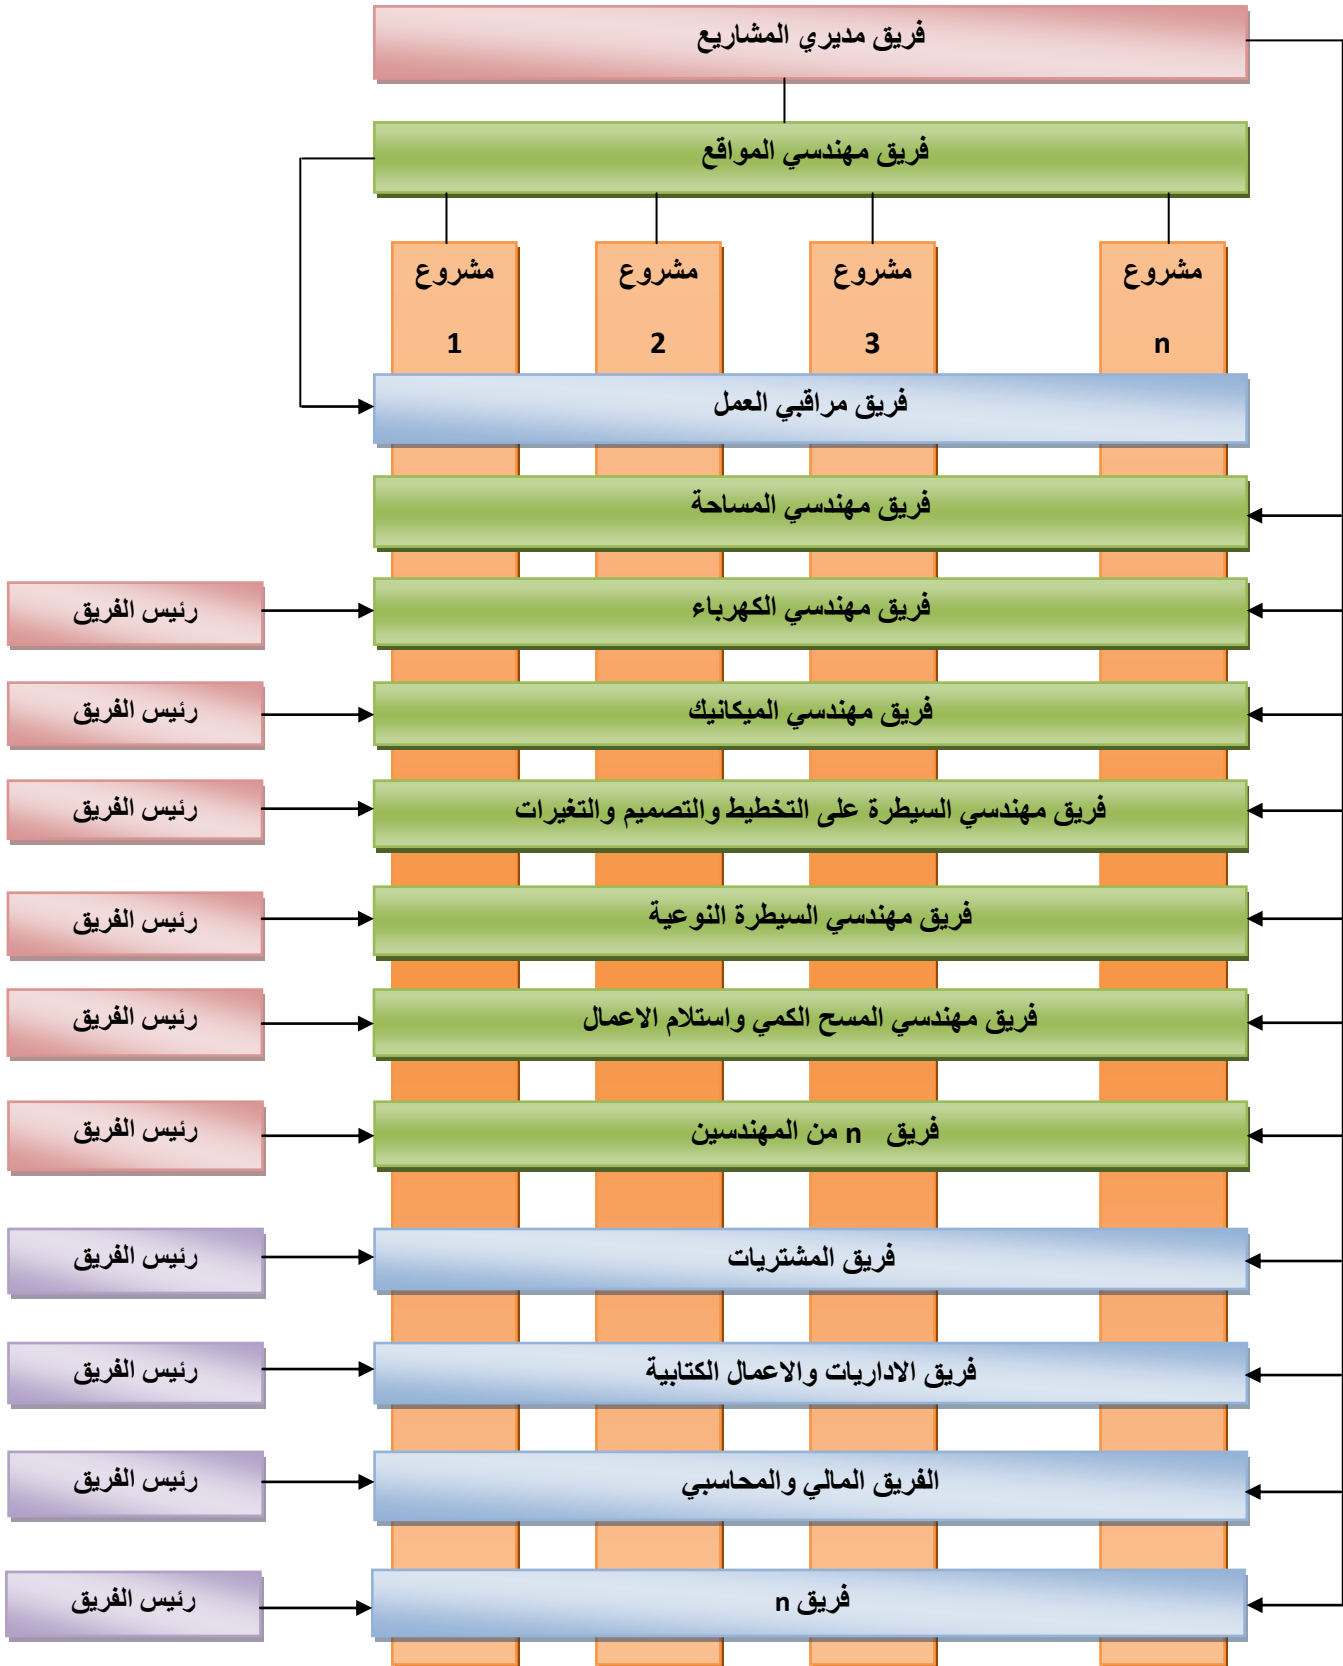 فريق مديري المشاريع
فريق مهندسي المواقع
مشروع
1
مشروع
2
مشروع
3
مشروع
n
فريق مراقبي العمل
فريق مهندسي المساحة
فريق مهندسي الكهرباء
رئيس الفريق
فريق مهندسي الميكانيك
رئيس الفريق
فريق مهندسي السيطرة على التخطيط والتصميم والتغيرات
رئيس الفريق
فريق مهندسي السيطرة النوعية
رئيس الفريق
فريق مهندسي المسح الكمي واستلام الاعمال
رئيس الفريق
فريق n من المهندسين
رئيس الفريق
فريق المشتريات
رئيس الفريق
فريق الاداريات والاعمال الكتابية
رئيس الفريق
الفريق المالي والمحاسبي
رئيس الفريق
فريق n
رئيس الفريق